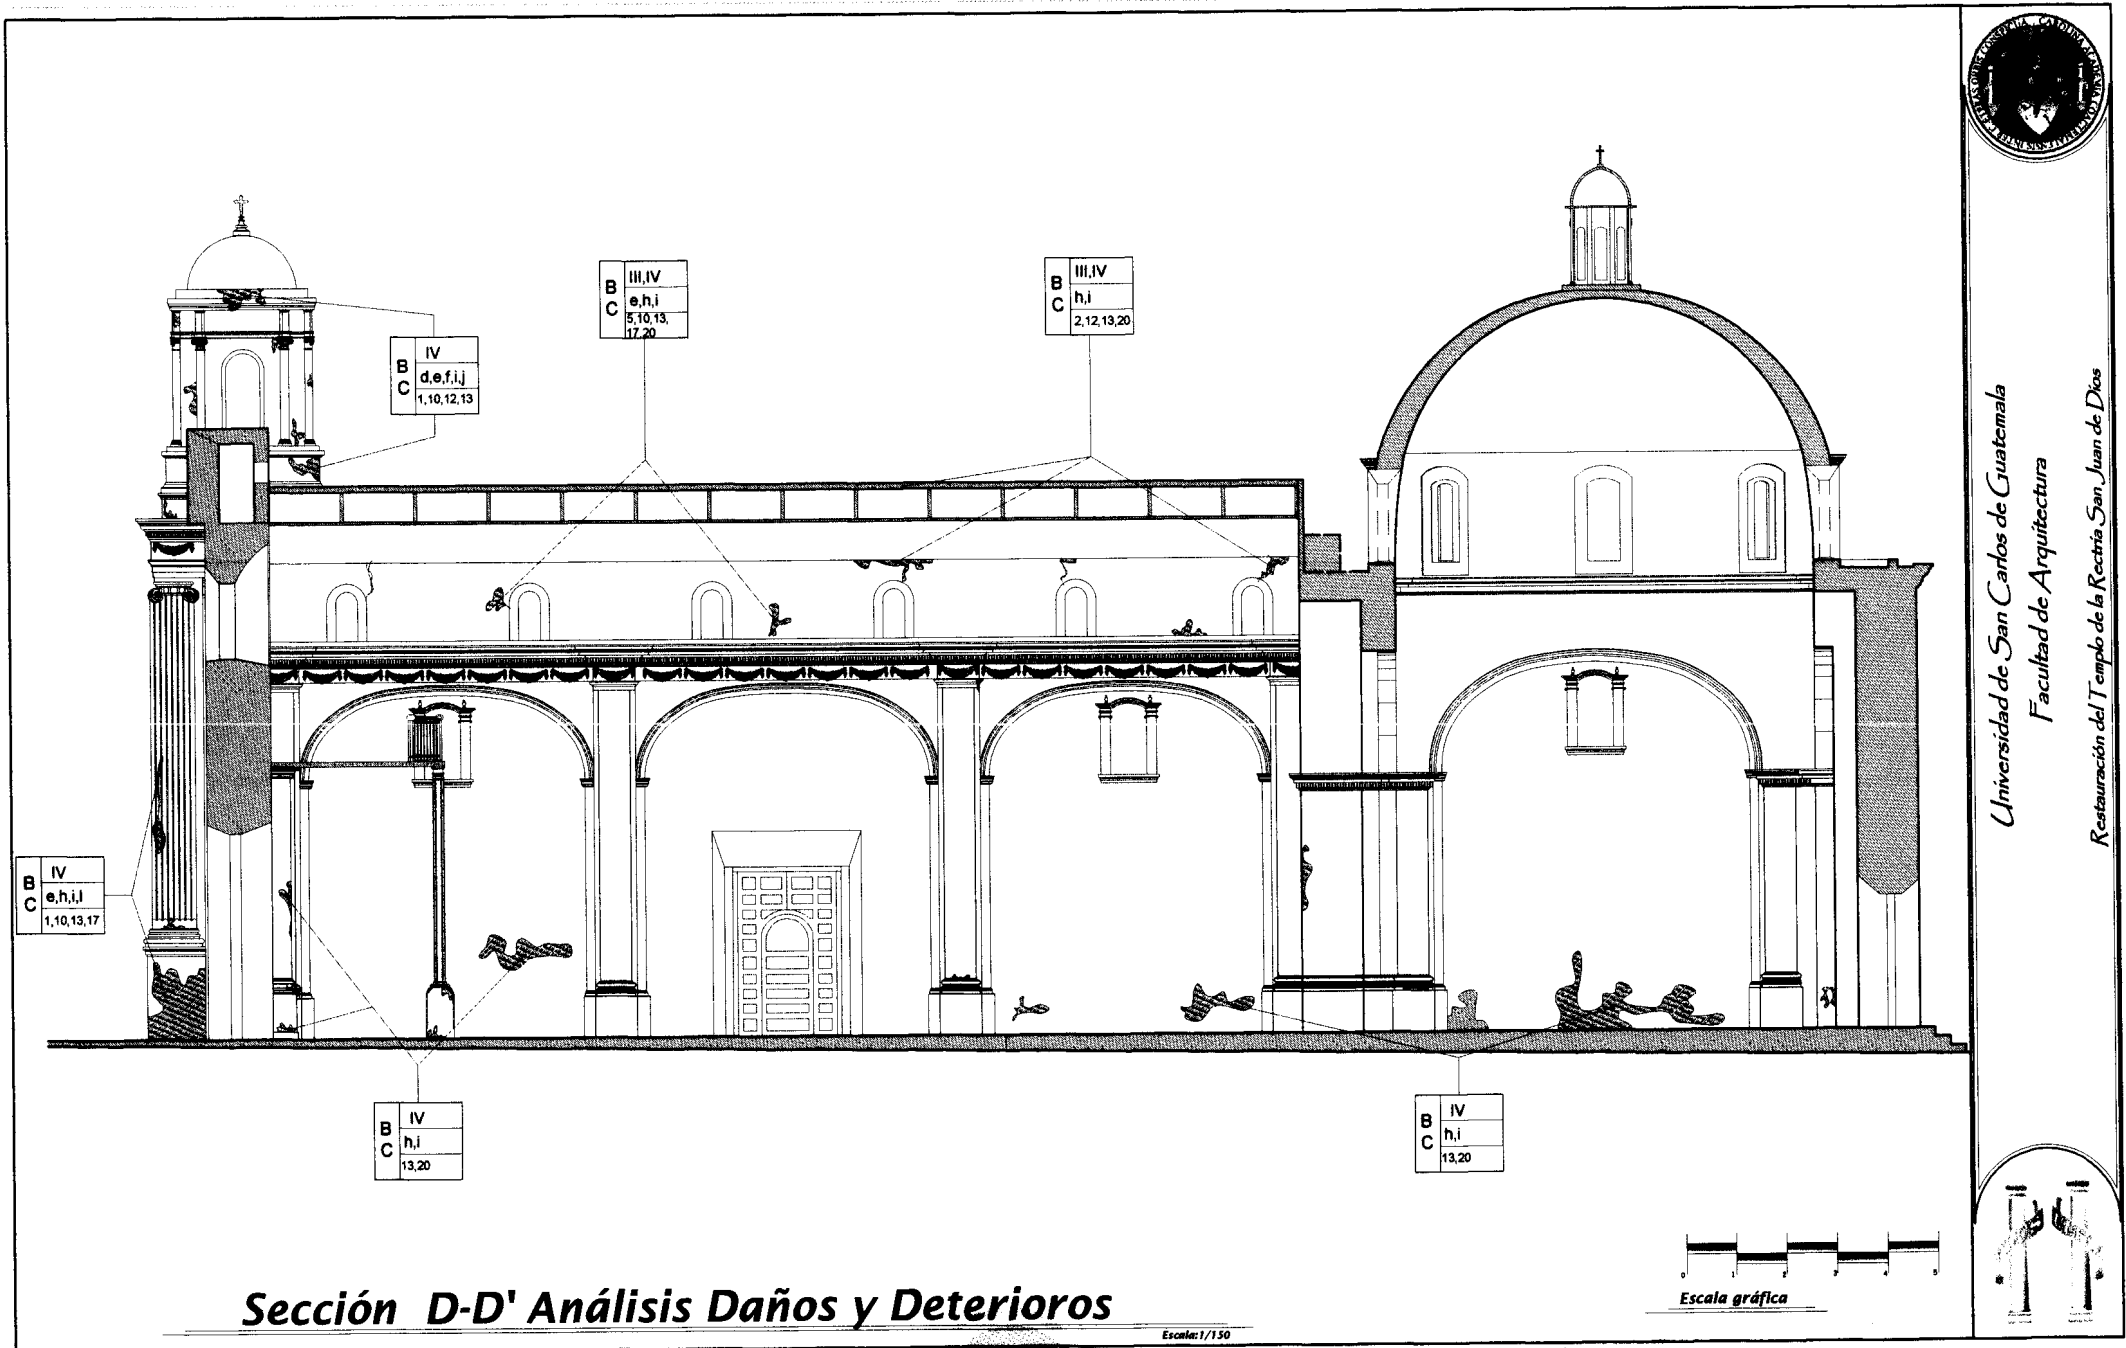 III,IV
B
C
e,h,i
5,10,13,
17,20
III,IV
B
C
h,i
2,12,13,20
IV
B
C
d,e,f,i,j
1,10,12,13
IV
B
C
e,h,i,l
1,10,13,17
IV
B
C
h,i
13,20
IV
B
C
h,i
13,20
0 1 2 3 4 5
Escala gráfica
Sección D-D' Análisis Daños y Deterioros
Escala:1/150
Universidad de San Carlos de Guatemala
Facultad de Arquitectura
Restauración del Templo de la Rectria San Juan de Dios